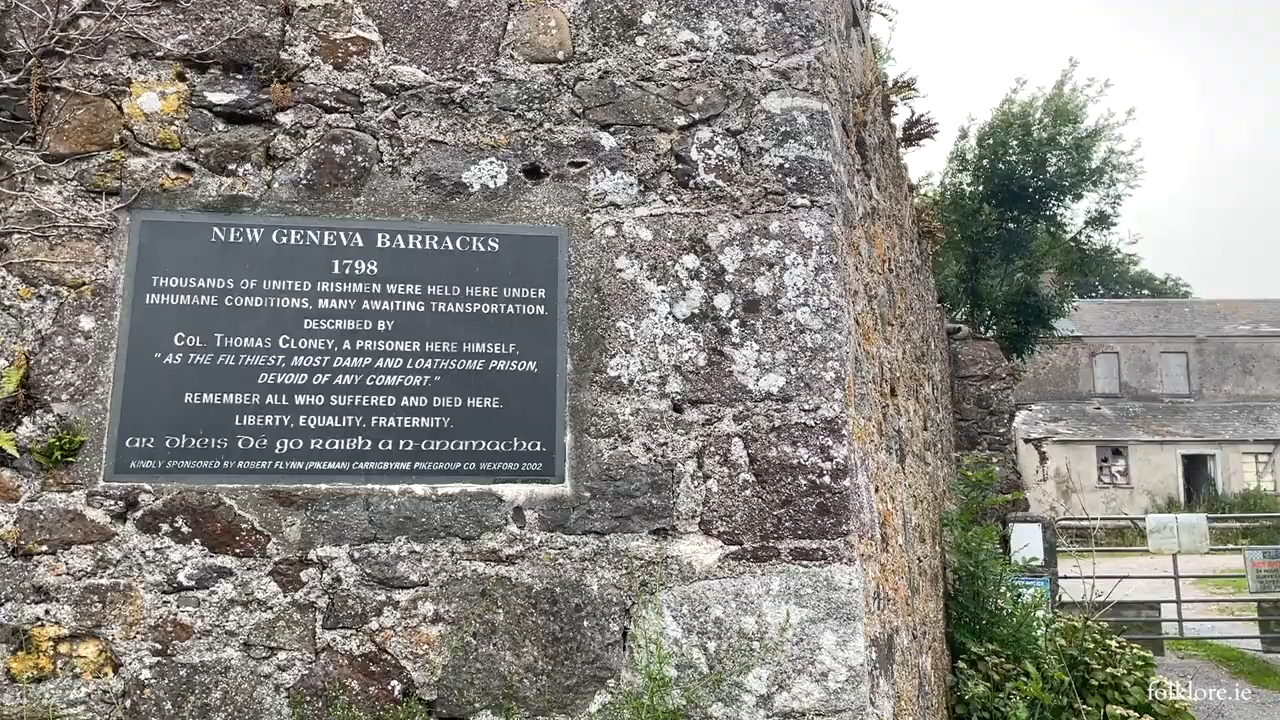 NEW GENEVA BARRACKS
1798
THOUSANDS OF UNITED IRISHMEN WERE HELD HERE UNDER
INHUMANE CONDITIONS, MANY AWAITING TRANSPORTATION.
DESCRIBED BY
COL. THOMAS CLONEY, A PRISONER HERE HIMSELF,
"AS THE FILTHIEST, MOST DAMP AND LOATHSOME PRISON,
DEVOID OF ANY COMFORT."
REMEMBER ALL WHO SUFFERED AND DIED HERE.
LIBERTY, EQUALITY. FRATERNITY.
ar dheis Dé go raibh a n-anamacha.
KINDLY SPONSORED BY ROBERT FLYNN (PIKEMAN) CARRIGBYRNE PIKEGROUP CO. WEXFORD 2002
folklore.ie